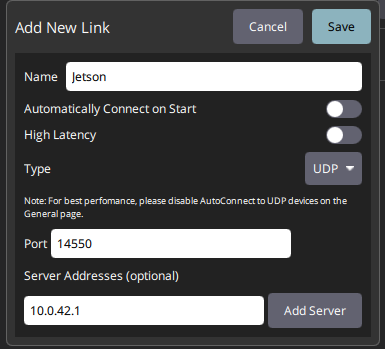 Add New Link
Cancel
Save
Name
Jetson
Automatically Connect on Start
High Latency
Type
UDP
Note: For best perfomance, please disable AutoConnect to UDP devices on the
General page.
Port
14550
Server Addresses (optional)
10.0.42.1
Add Server